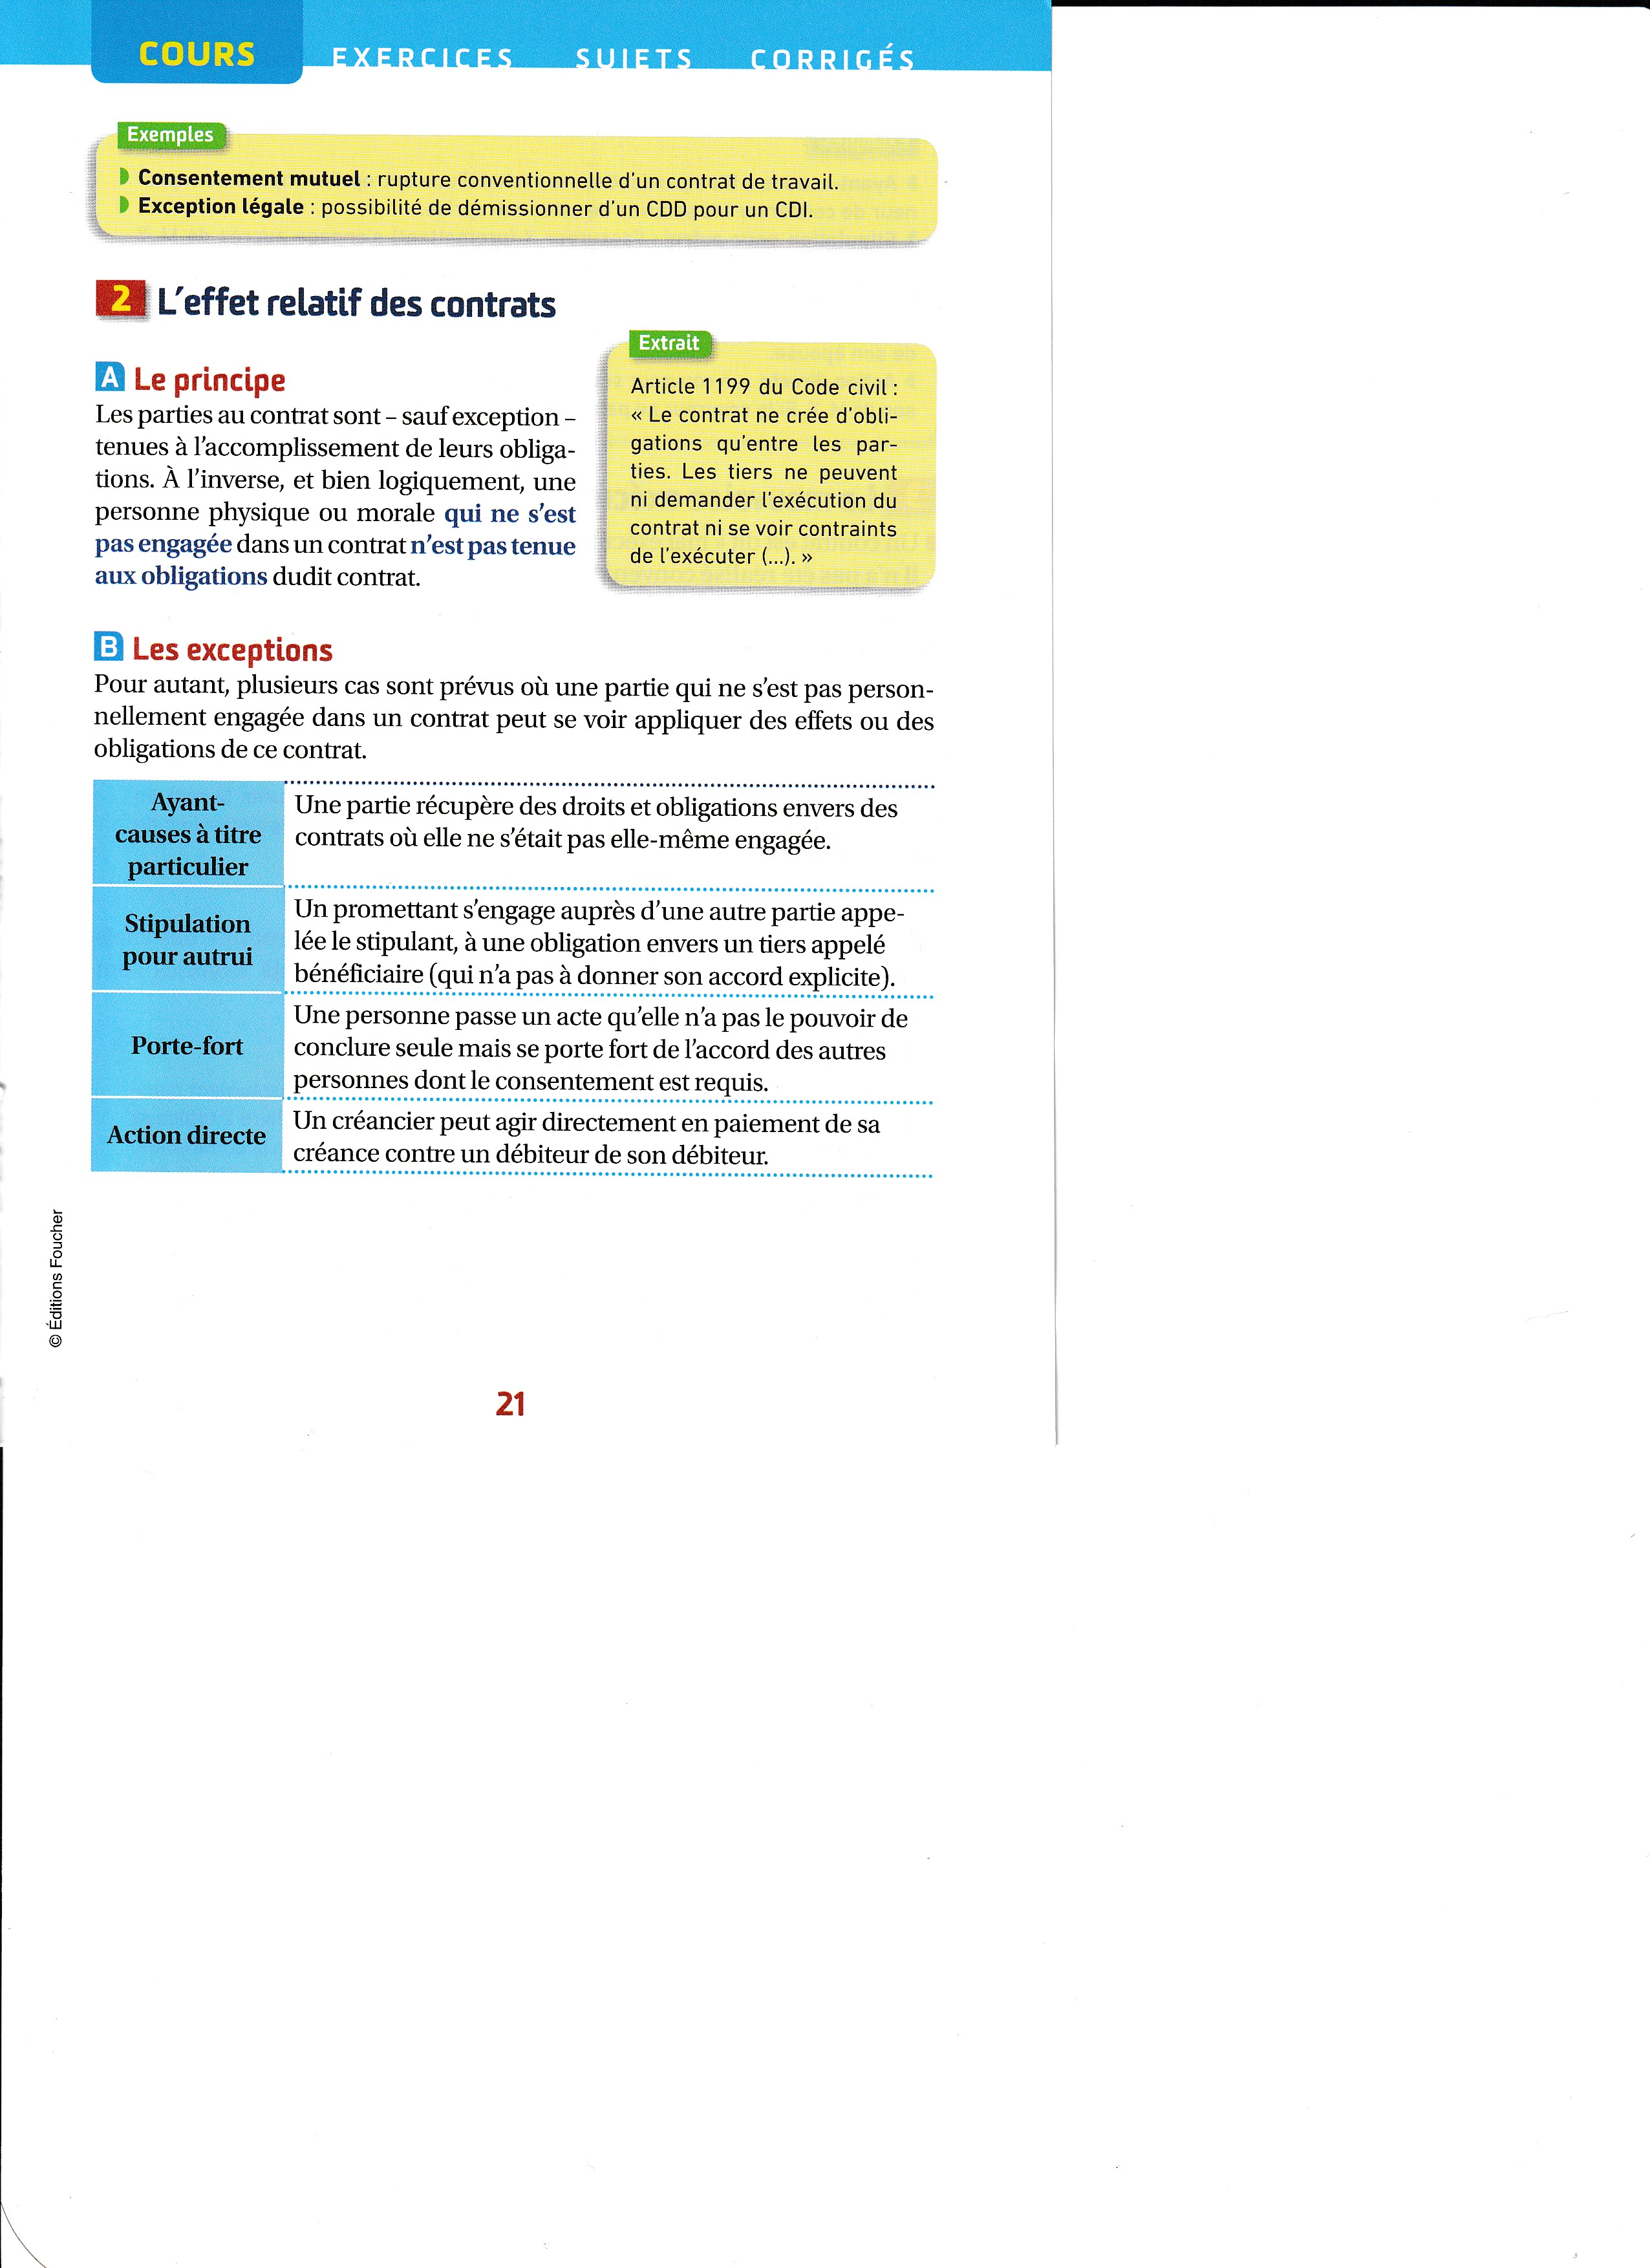 COURS EXERCICES SUJETS CORRIGÉS
Exemples
Consentement mutuel : rupture conventionnelle d'un contrat de travail.
Exception légale : possibilité de démissionner d'un CDD pour un CDI.
2 L'effet relatif des contrats
A Le principe
Les parties au contrat sont – sauf exception –
tenues à l'accomplissement de leurs obliga-
tions. À l'inverse, et bien logiquement, une
personne physique ou morale qui ne s'est
pas engagée dans un contrat n'est pas tenue
aux obligations dudit contrat.
Extrait
Article 1199 du Code civil :
« Le contrat ne crée d'obli-
gations qu'entre les par-
ties. Les tiers ne peuvent
ni demander l'exécution du
contrat ni se voir contraints
de l'exécuter (...). »
B Les exceptions
Pour autant, plusieurs cas sont prévus où une partie qui ne s'est pas person-
nellement engagée dans un contrat peut se voir appliquer des effets ou des
obligations de ce contrat.
Ayant-
causes à titre
particulier
Une partie récupère des droits et obligations envers des
contrats où elle ne s'était pas elle-même engagée.
Stipulation
pour autrui
Un promettant s'engage auprès d'une autre partie appe-
lée le stipulant, à une obligation envers un tiers appelé
bénéficiaire (qui n'a pas à donner son accord explicite).
Porte-fort
Une personne passe un acte qu'elle n'a pas le pouvoir de
conclure seule mais se porte fort de l'accord des autres
personnes dont le consentement est requis.
Action directe
Un créancier peut agir directement en paiement de sa
créance contre un débiteur de son débiteur.
© Éditions Foucher
21